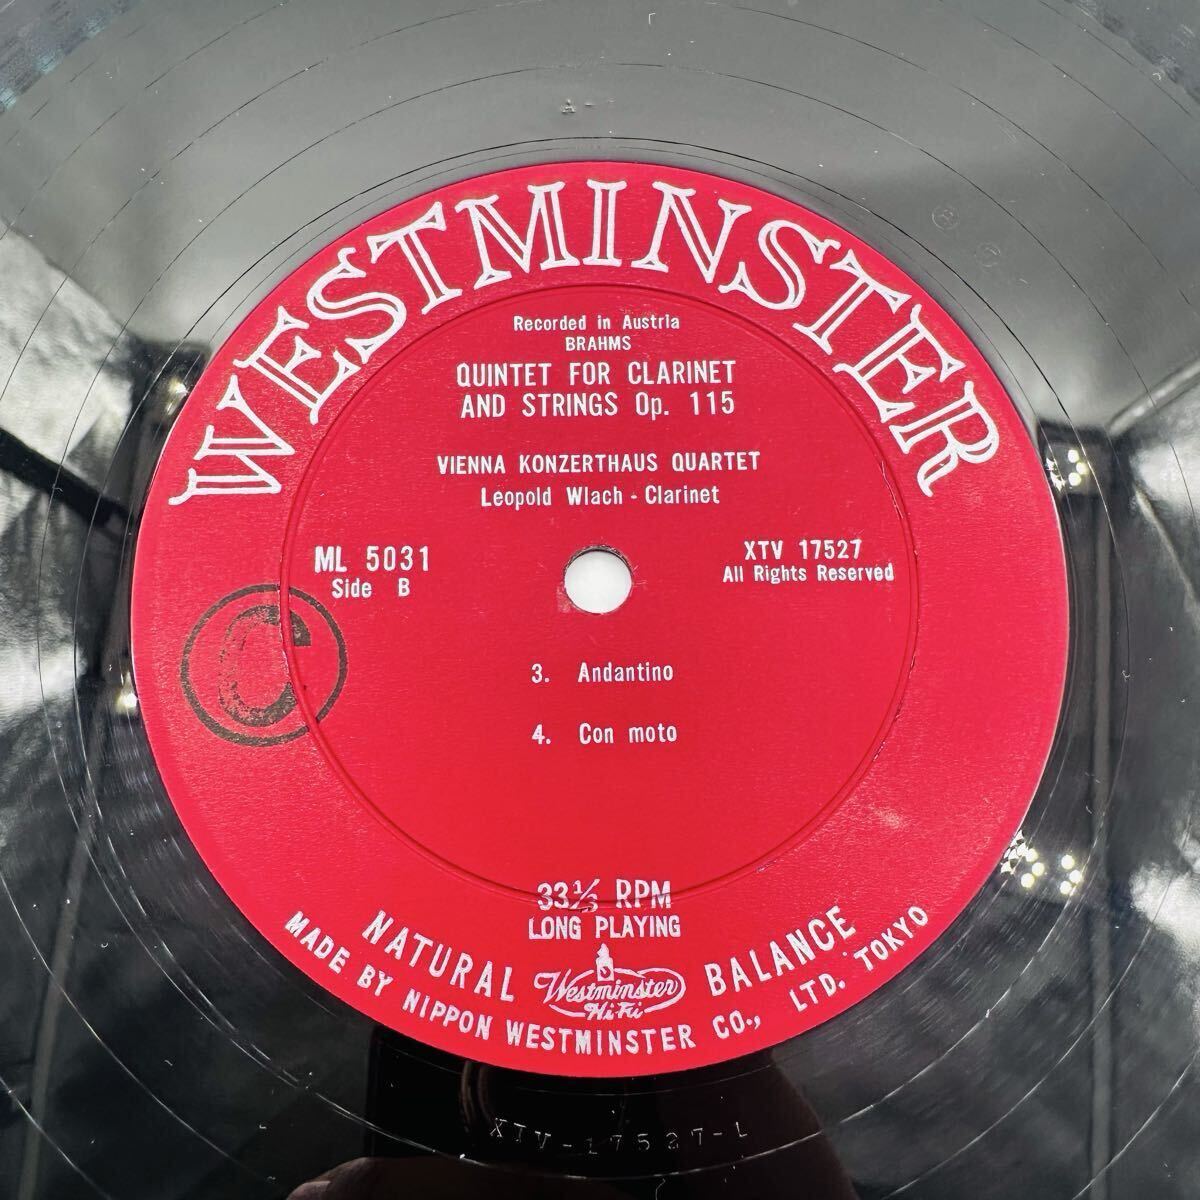 WESTMINSTER
Recorded in Austria
BRAHMS
QUINTET FOR CLARINET
AND STRINGS Op. 115
VIENNA KONZERTHAUS QUARTET
Leopold Wlach - Clarinet
ML 5031
Side B
XTV 17527
All Rights Reserved
C
3. Andantino
4. Con moto
33⅓ RPM
LONG PLAYING
NATURAL BALANCE
Westminster
Hi-Fi
MADE BY NIPPON WESTMINSTER CO., LTD. TOKYO
XTV-17527-1
A